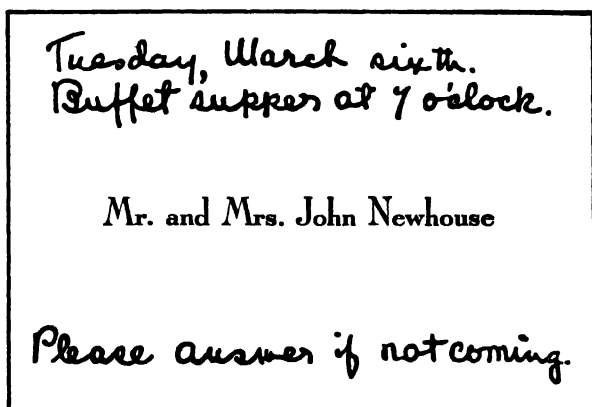 Tuesday, March sixth.
Buffet supper at 7 o'clock.
Mr. and Mrs. John Newhouse
Please answer if not coming.